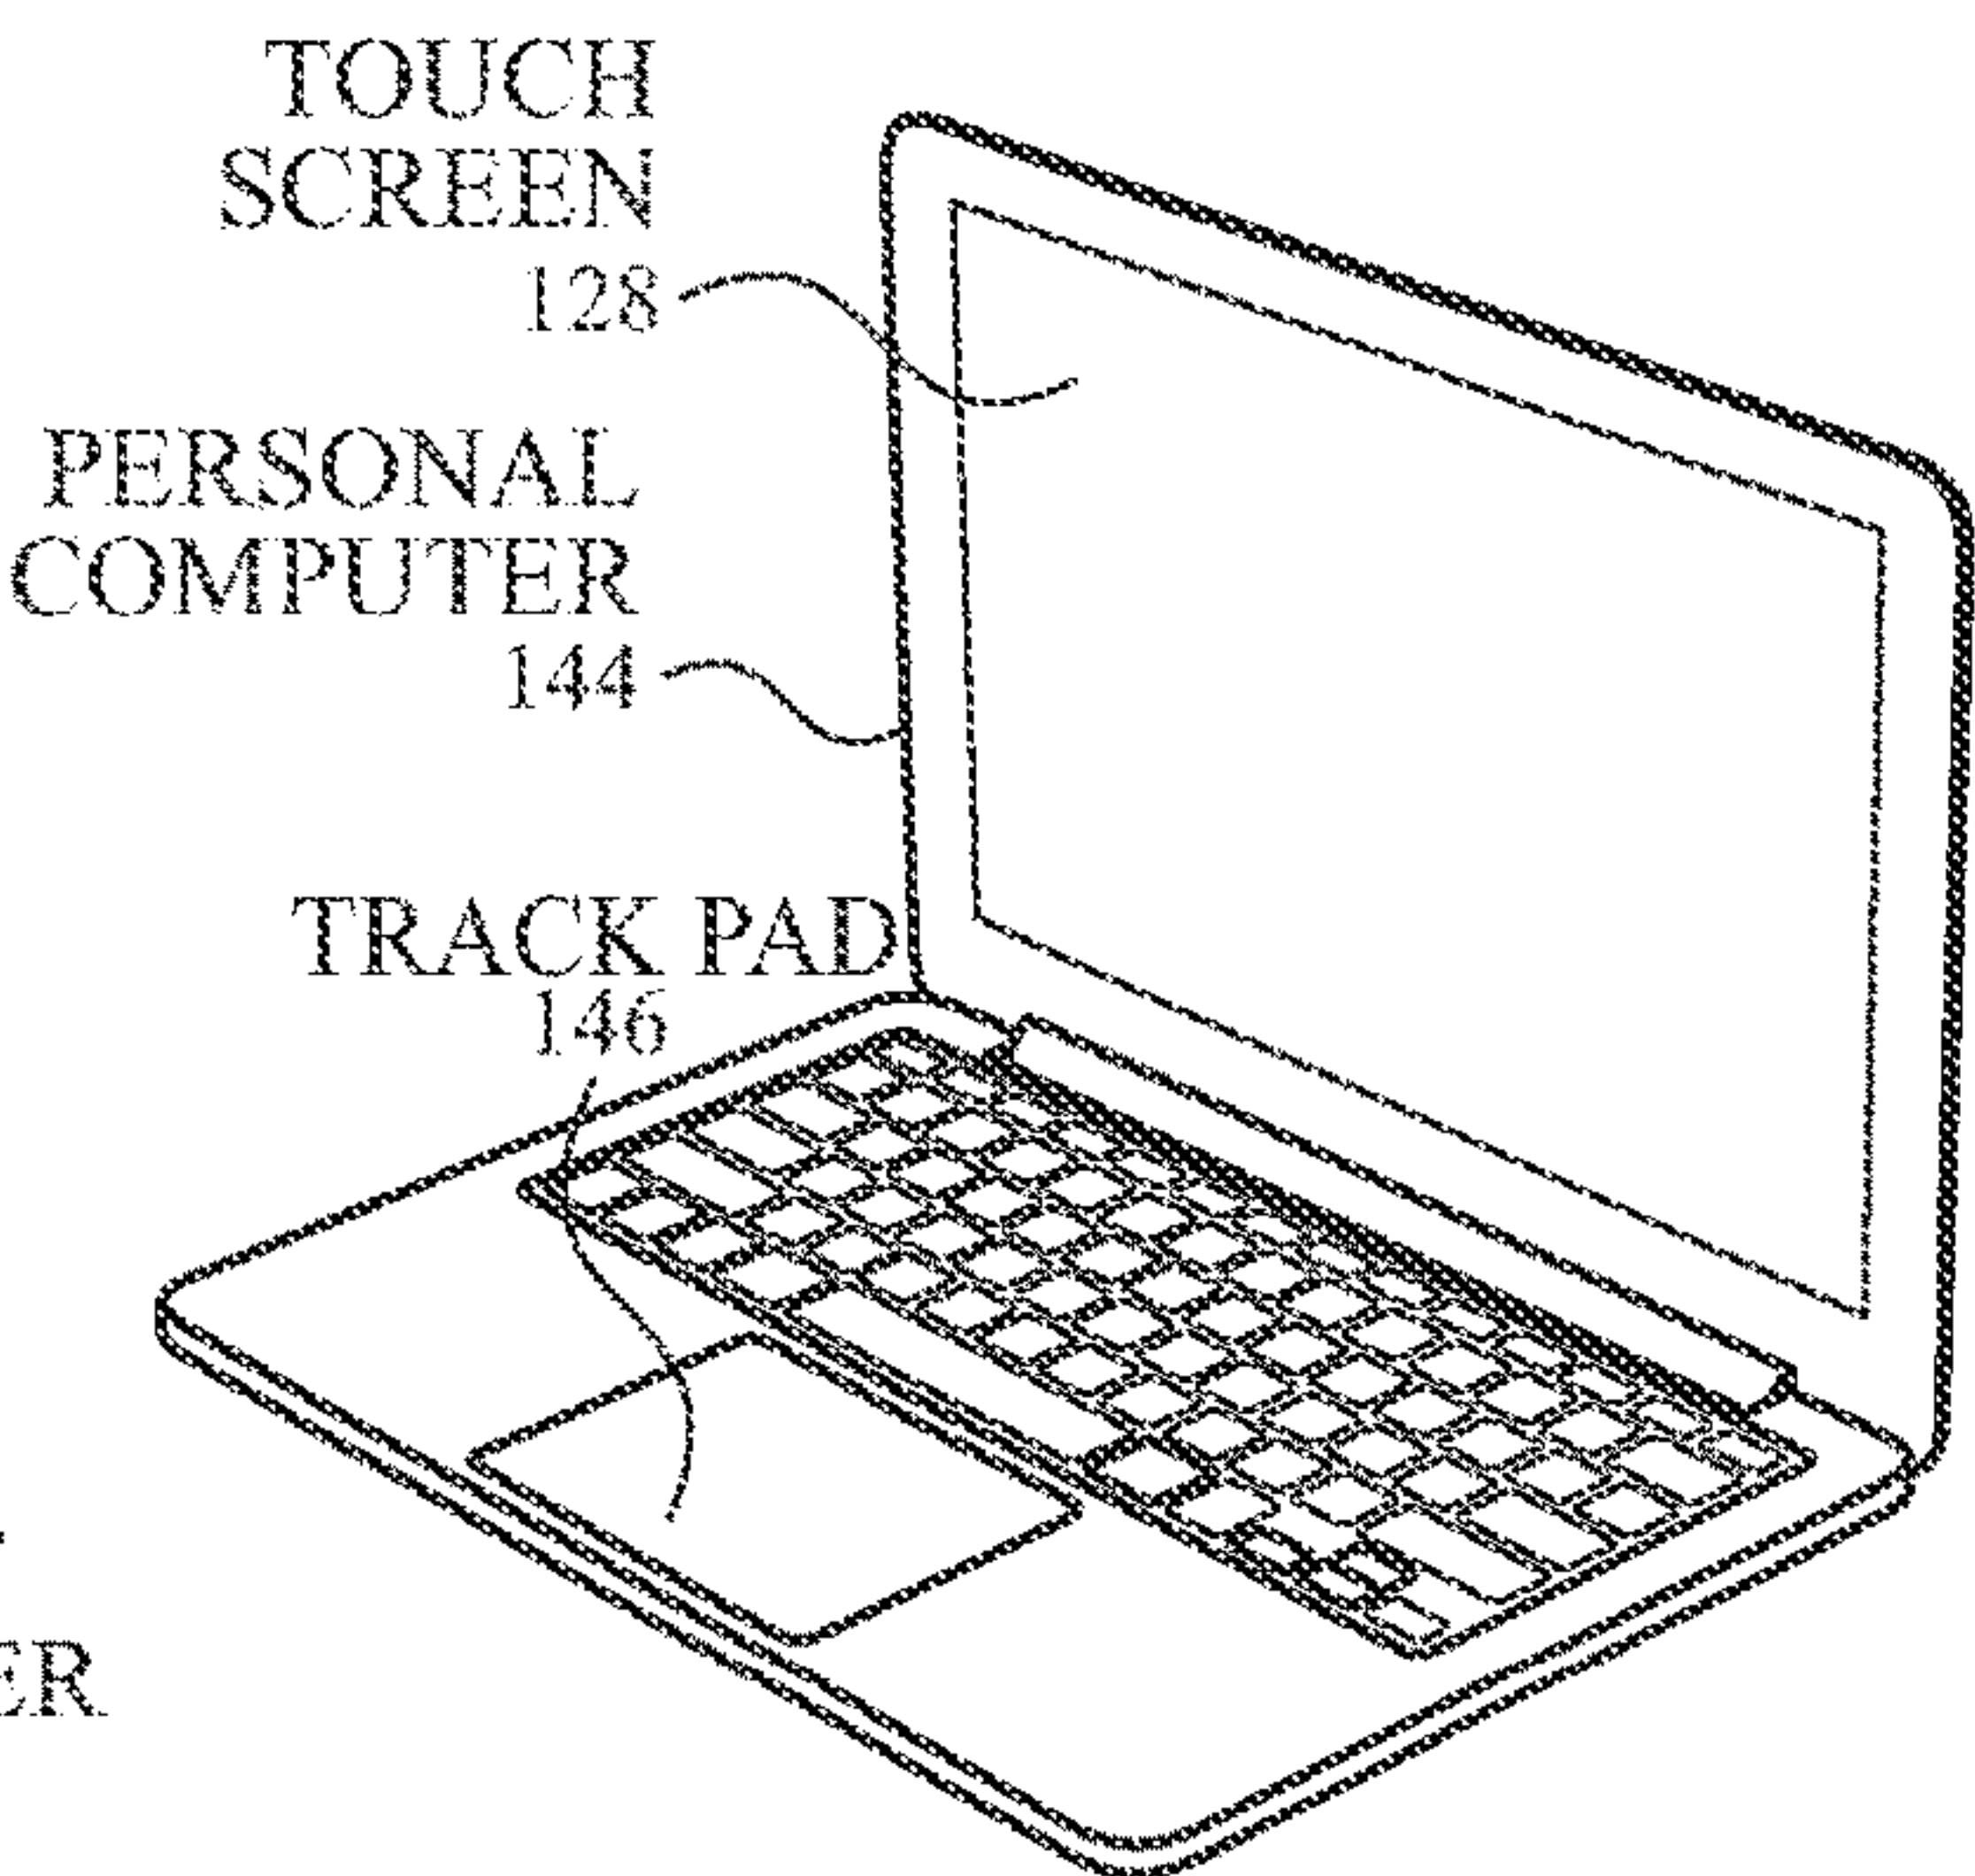 TOUCH
SCREEN
128
PERSONAL
COMPUTER
144
TRACK PAD
146
ER